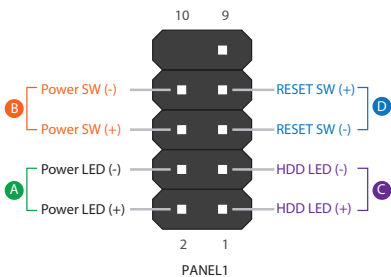 10 9
Power SW (-) RESET SW (+)
B D
Power SW (+) RESET SW (-)
Power LED (-) HDD LED (-)
A C
Power LED (+) HDD LED (+)
2 1
PANEL1